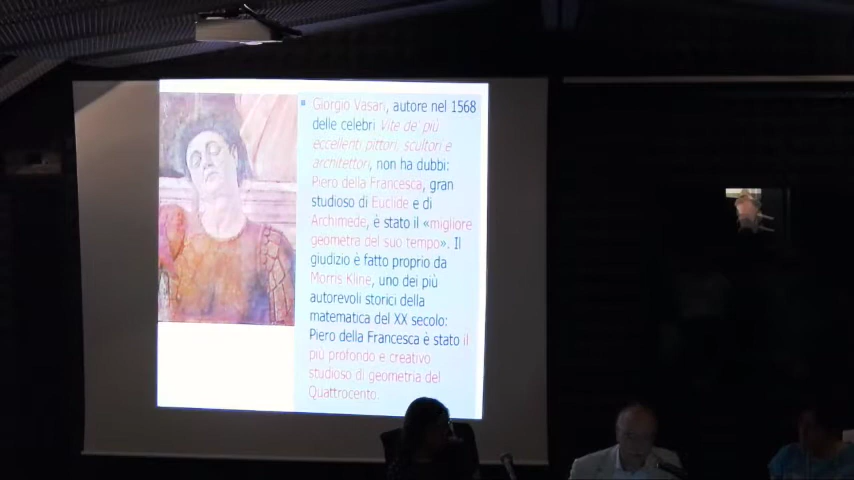 Giorgio Vasari, autore nel 1568
delle celebri Vite de' più
eccellenti pittori, scultori e
architettori, non ha dubbi:
Piero della Francesca, gran
studioso di Euclide e di
Archimede, è stato il «migliore
geometra del suo tempo». Il
giudizio è fatto proprio da
Morris Kline, uno dei più
autorevoli storici della
matematica del XX secolo:
Piero della Francesca è stato il
più profondo e creativo
studioso di geometria del
Quattrocento.